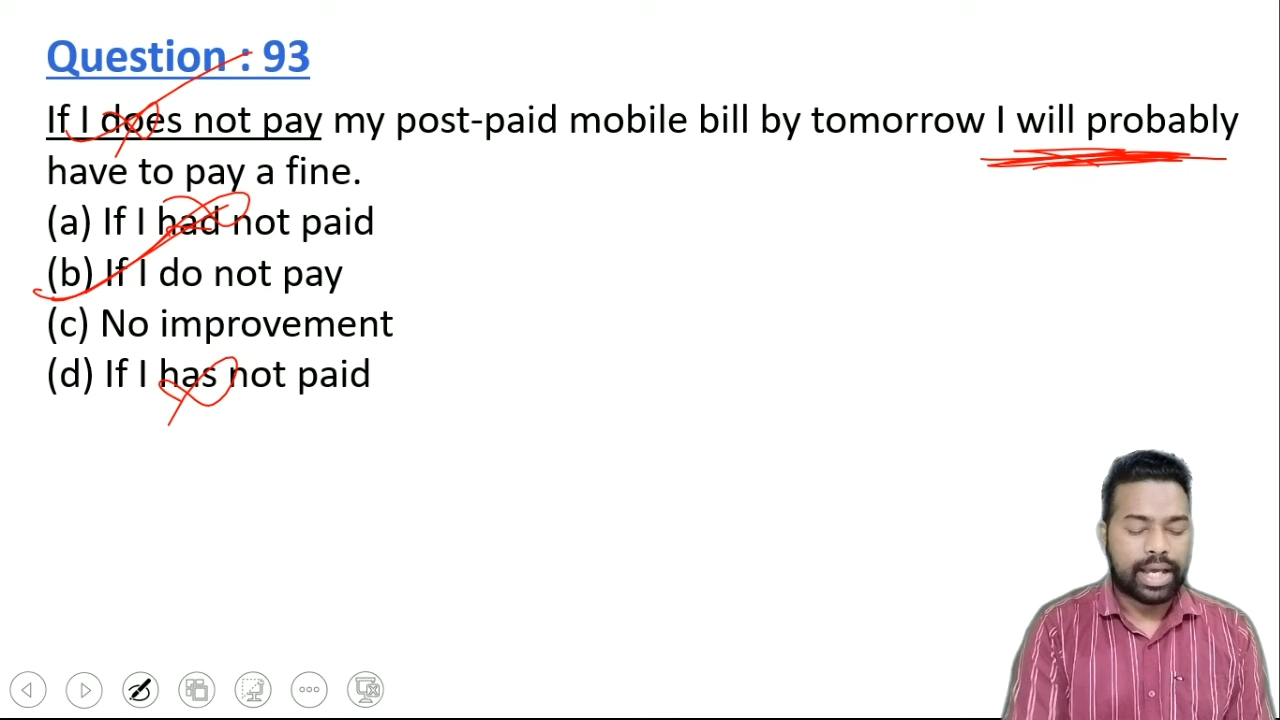 Question : 93
If I does not pay my post-paid mobile bill by tomorrow I will probably
have to pay a fine.
(a) If I had not paid
(b) If I do not pay
(c) No improvement
(d) If I has not paid